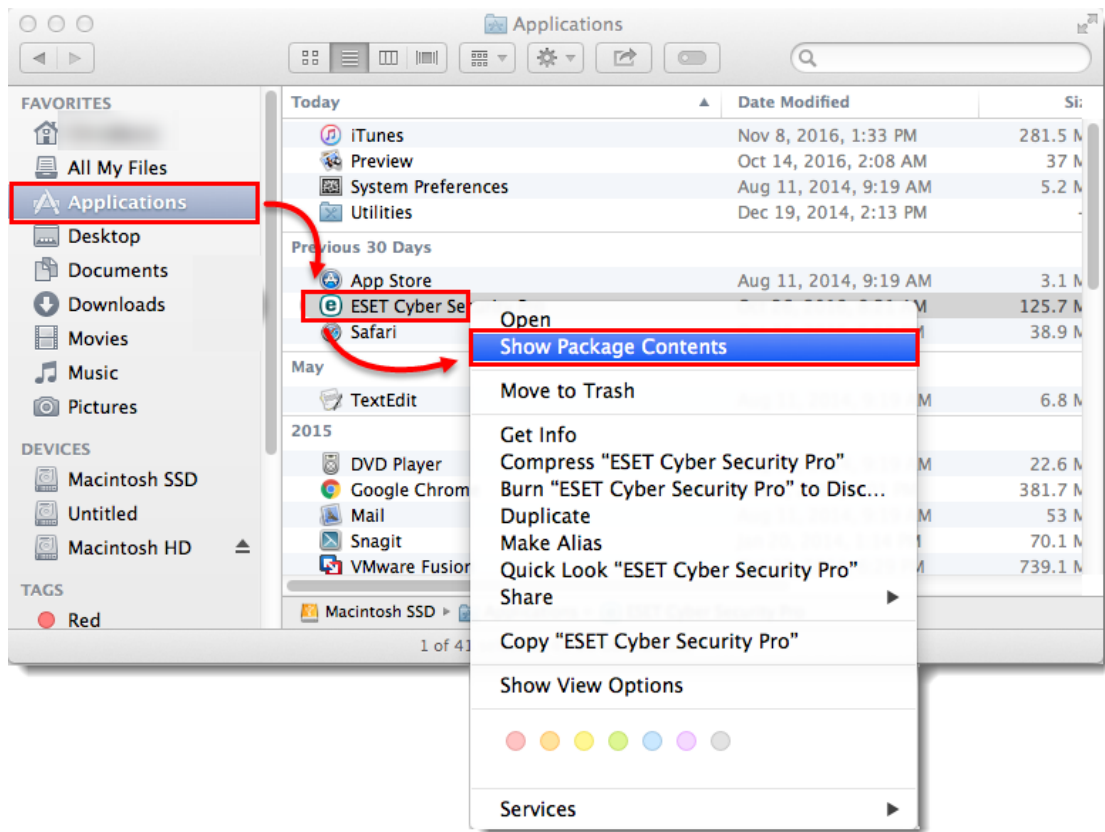 Applications
FAVORITES
All My Files
Applications
Desktop
Documents
Downloads
Movies
Music
Pictures
DEVICES
Macintosh SSD
Untitled
Macintosh HD
TAGS
Red
Today Date Modified
iTunes Nov 8, 2016, 1:33 PM 281.5 M
Preview Oct 14, 2016, 2:08 AM 37 M
System Preferences Aug 11, 2014, 9:19 AM 5.2 M
Utilities Dec 19, 2014, 2:13 PM
Previous 30 Days
App Store Aug 11, 2014, 9:19 AM 3.1 M
ESET Cyber 125.7 M
Safari 38.9 M
May
TextEdit 6.8 M
2015
DVD Player 22.6 M
Google Chrom 381.7 M
Mail 53 M
Snagit 70.1 M
VMware Fusion 739.1 M
Macintosh SSD
1 of 41
Open
Show Package Contents
Move to Trash
Get Info
Compress “ESET Cyber Security Pro”
Burn “ESET Cyber Security Pro” to Disc...
Duplicate
Make Alias
Quick Look “ESET Cyber Security Pro”
Share
Copy “ESET Cyber Security Pro”
Show View Options
Services